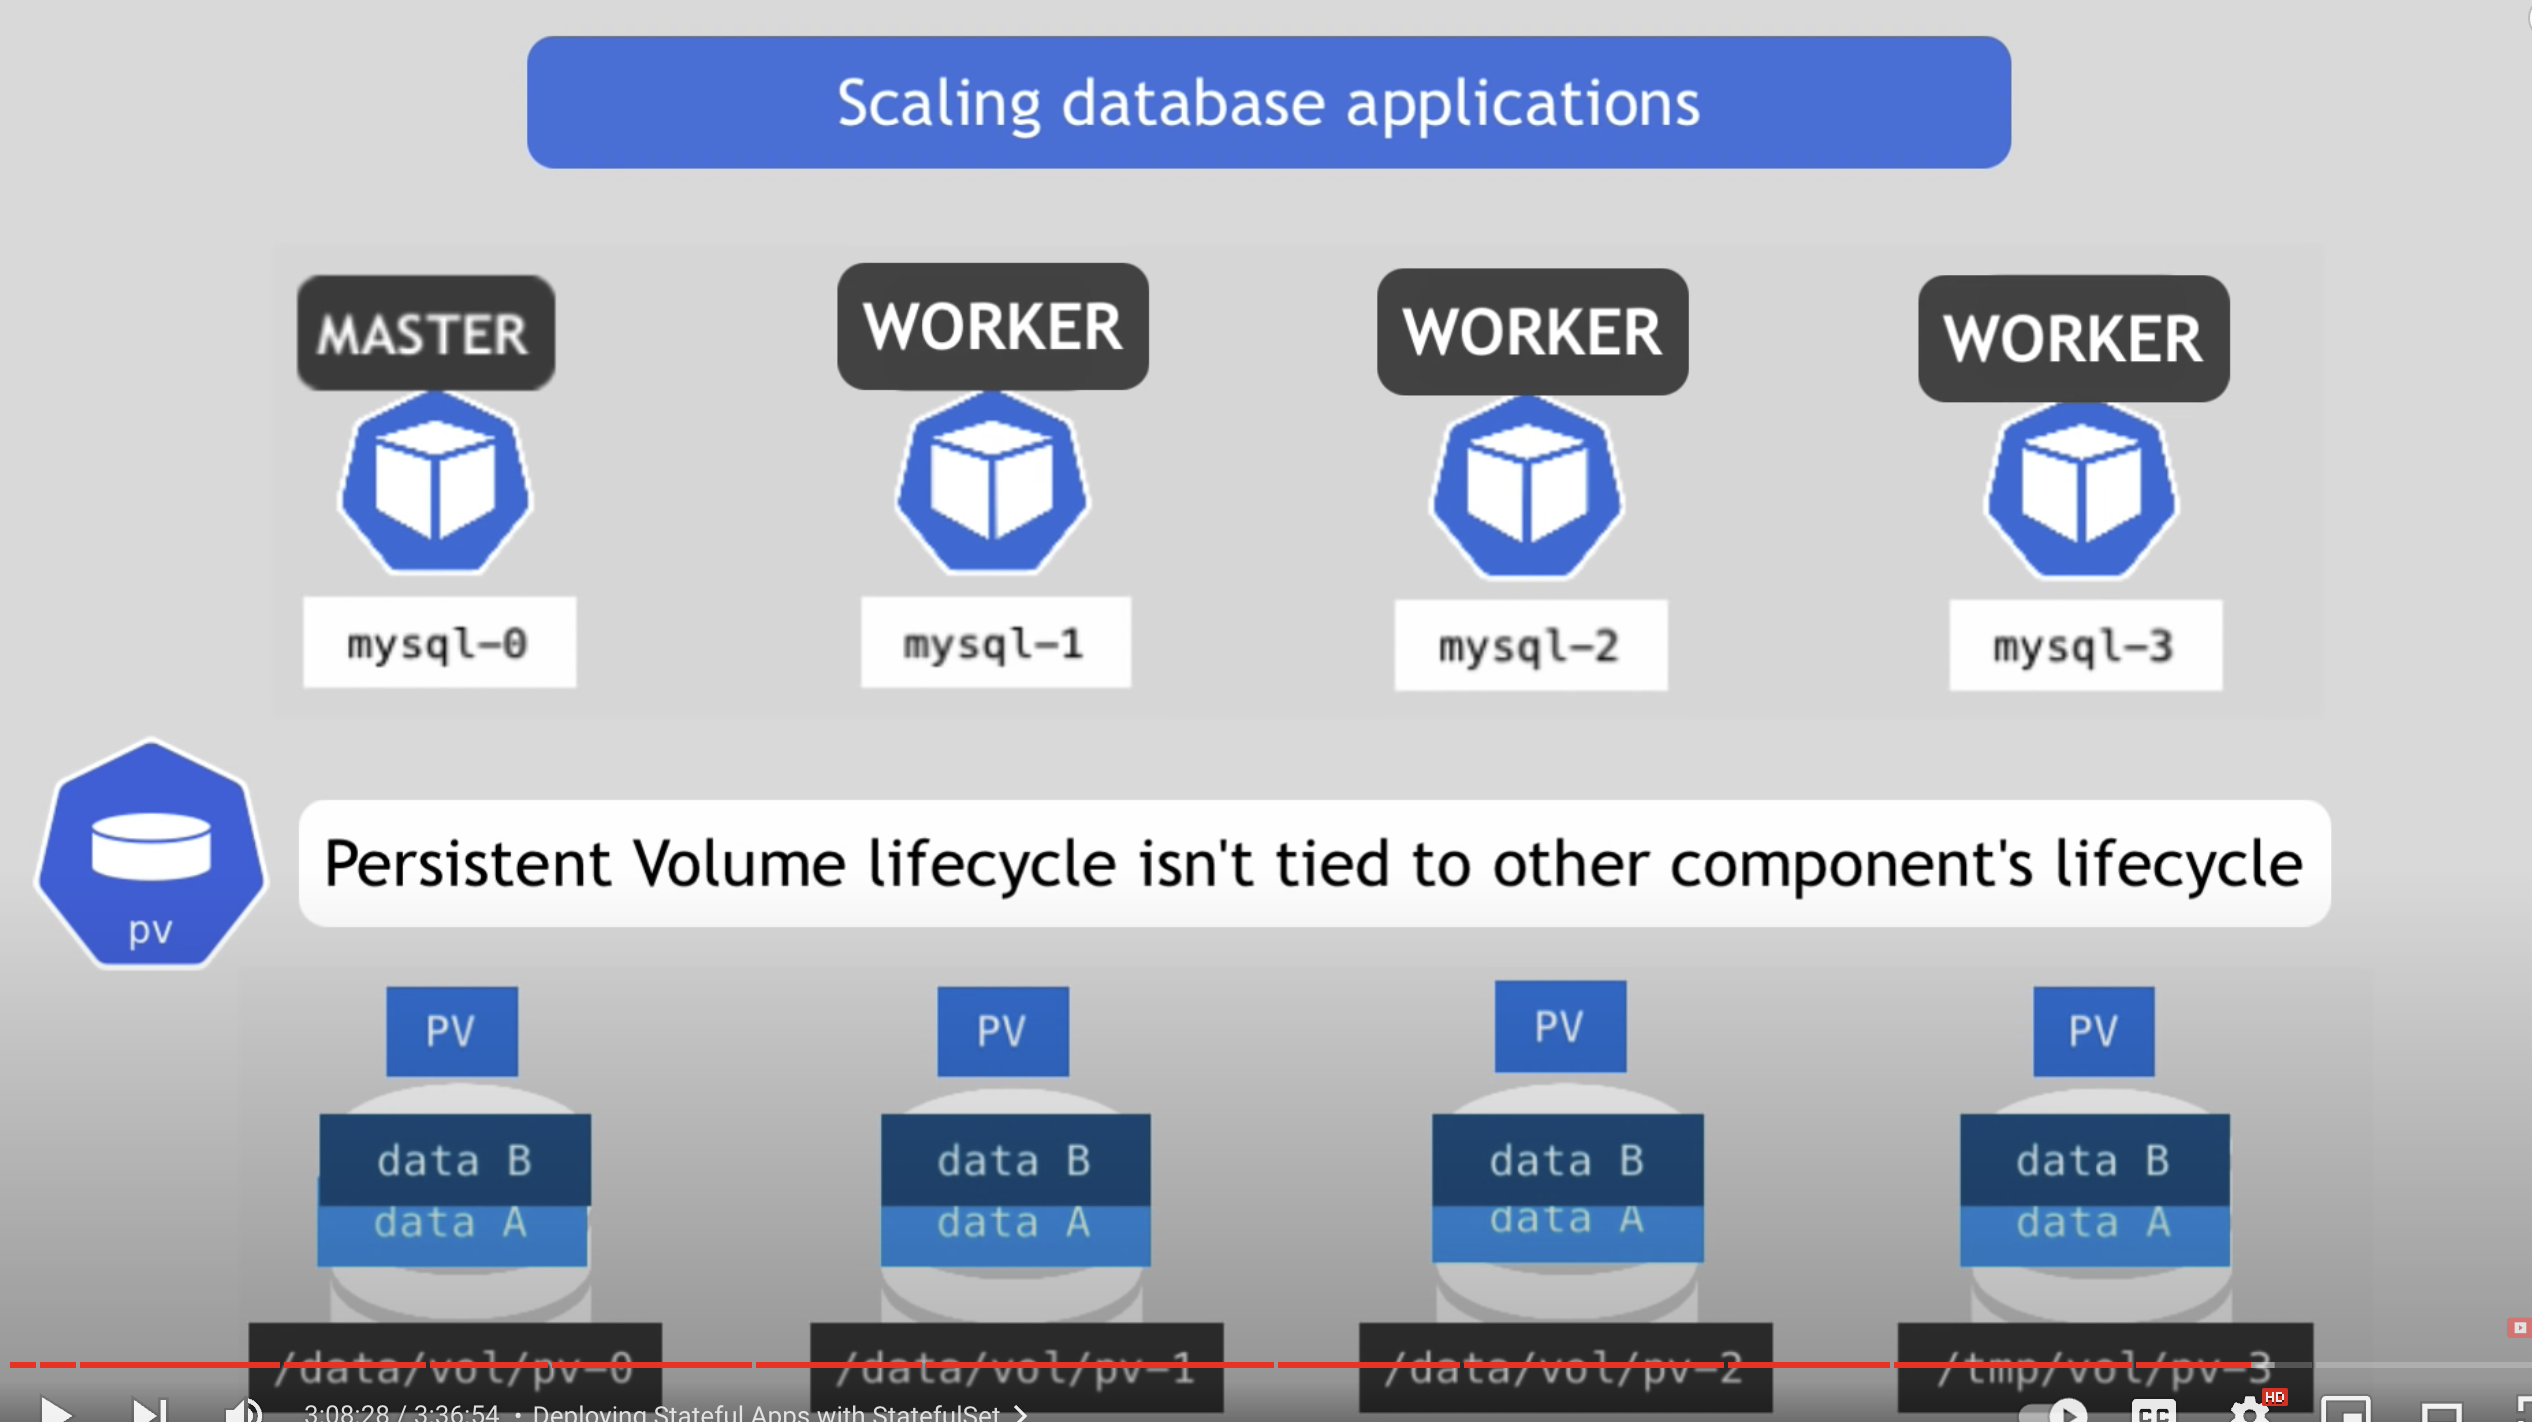 Scaling database applications
MASTER
WORKER
WORKER
WORKER
mysql-0
mysql-1
mysql-2
mysql-3
pv
Persistent Volume lifecycle isn't tied to other component's lifecycle
PV
PV
PV
PV
data B
data B
data B
data B
data A
data A
data A
data A
/data/vol/pv-0
/data/vol/pv-1
/data/vol/pv-2
/tmp/vol/pv-3
3:08:28 / 3:36:54 • Deploying Stateful Apps with StatefulSet
CC
HD